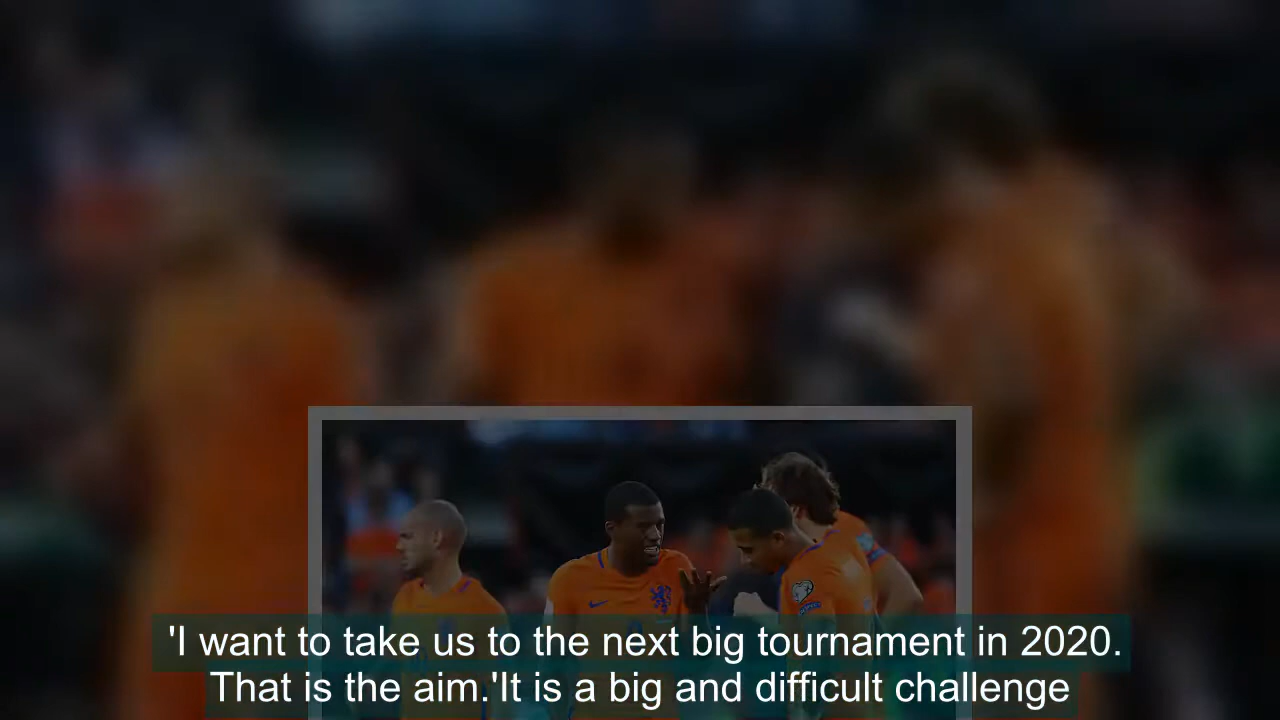 'I want to take us to the next big tournament in 2020.
That is the aim.'It is a big and difficult challenge